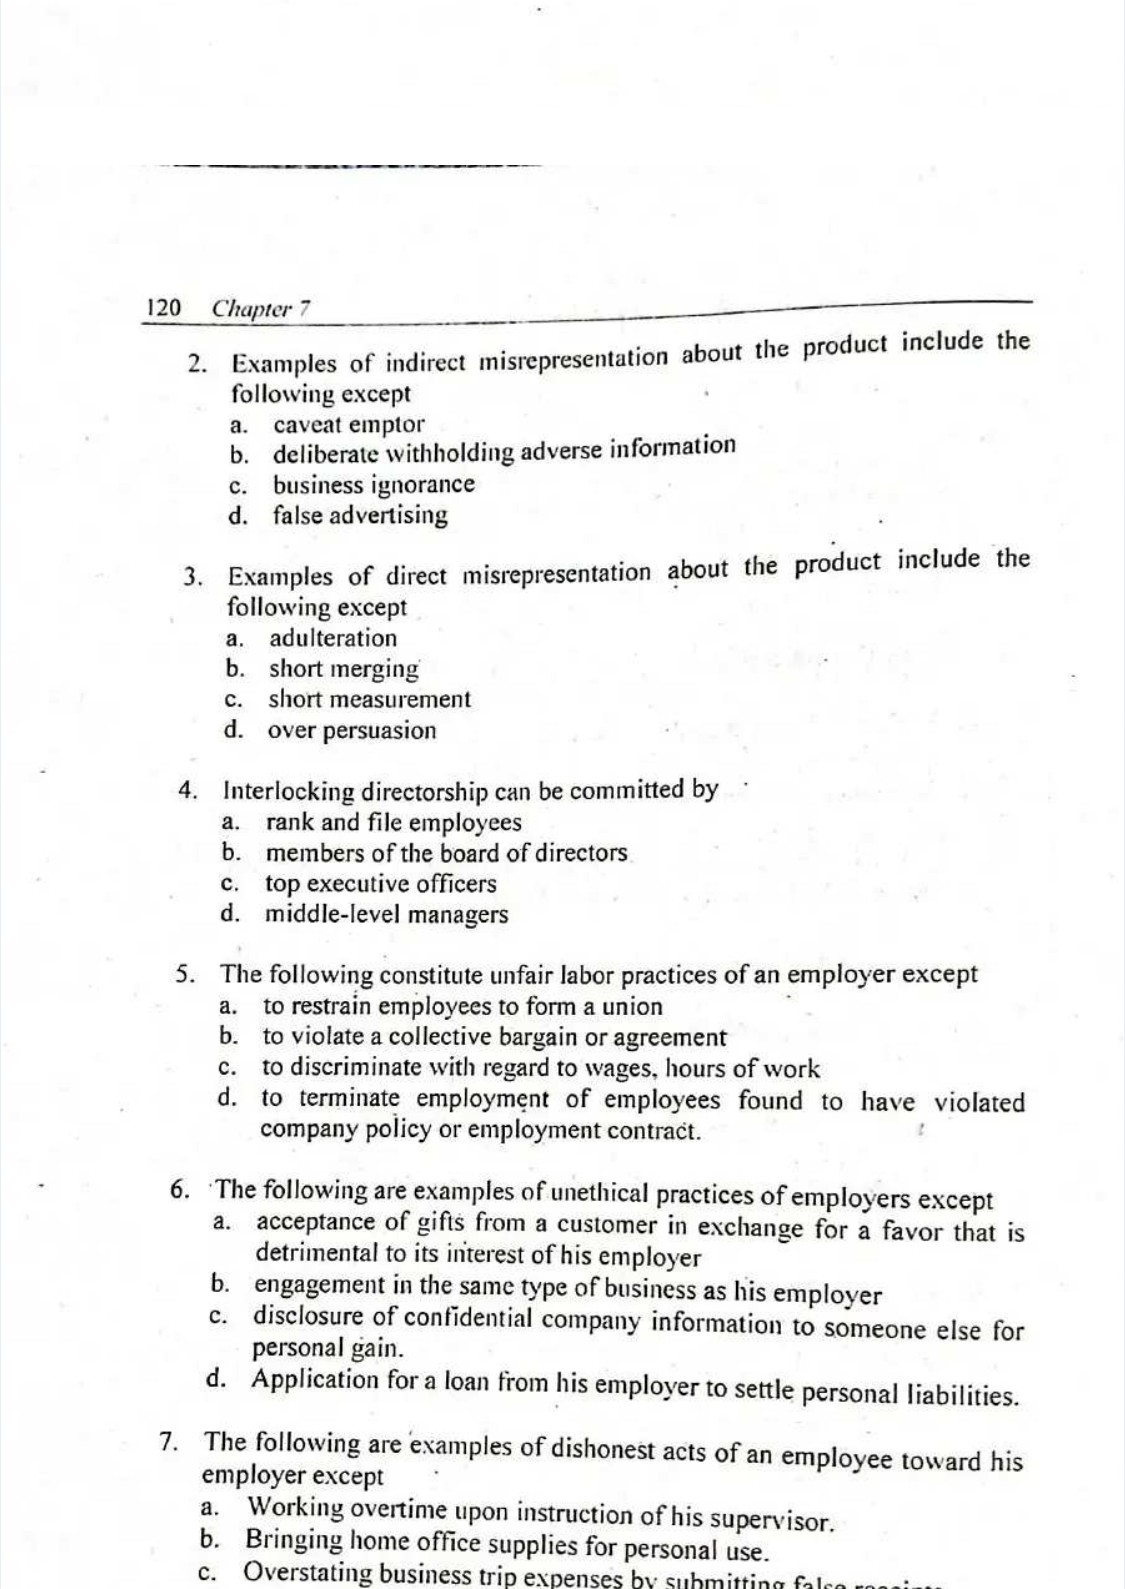 120 Chapter 7
2. Examples of indirect misrepresentation about the product include the
following except
a. caveat emptor
b. deliberate withholding adverse information
c. business ignorance
d. false advertising
3. Examples of direct misrepresentation about the product include the
following except
a. adulteration
b. short merging
c. short measurement
d. over persuasion
4. Interlocking directorship can be committed by
a. rank and file employees
b. members of the board of directors
c. top executive officers
d. middle-level managers
5. The following constitute unfair labor practices of an employer except
a. to restrain employees to form a union
b. to violate a collective bargain or agreement
c. to discriminate with regard to wages, hours of work
d. to terminate employment of employees found to have violated
company policy or employment contract.
6. The following are examples of unethical practices of employers except
a. acceptance of gifts from a customer in exchange for a favor that is
detrimental to its interest of his employer
b. engagement in the same type of business as his employer
c. disclosure of confidential company information to someone else for
personal gain.
d. Application for a loan from his employer to settle personal liabilities.
7. The following are examples of dishonest acts of an employee toward his
employer except
a. Working overtime upon instruction of his supervisor.
b. Bringing home office supplies for personal use.
c. Overstating business trip expenses by submitting false receipts